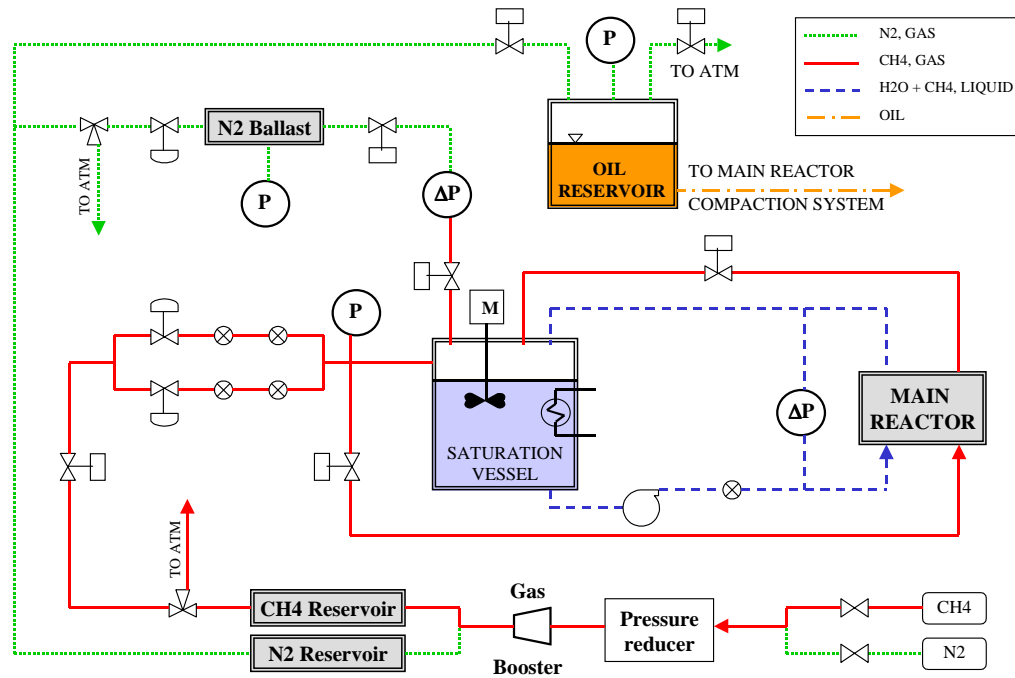 P
TO ATM
N2, GAS
CH4, GAS
H2O + CH4, LIQUID
OIL
N2 Ballast
TO ATM
P
ΔP
OIL
RESERVOIR
TO MAIN REACTOR
COMPACTION SYSTEM
P
M
SATURATION
VESSEL
ΔP
MAIN
REACTOR
TO ATM
CH4 Reservoir
N2 Reservoir
Gas
Booster
Pressure
reducer
CH4
N2